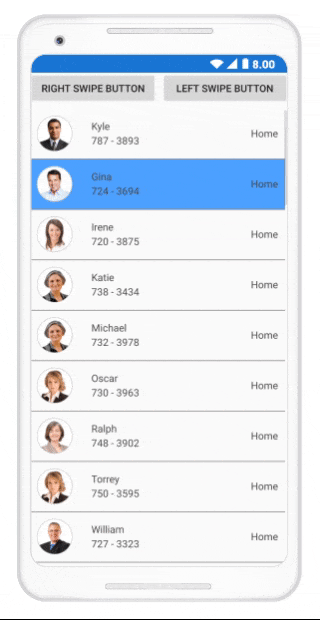 8.00
RIGHT SWIPE BUTTON LEFT SWIPE BUTTON
Kyle
787 - 3893
Home
Gina
724 - 3694
Home
Irene
720 - 3875
Home
Katie
738 - 3434
Home
Michael
732 - 3978
Home
Oscar
730 - 3963
Home
Ralph
748 - 3902
Home
Torrey
750 - 3595
Home
William
727 - 3323
Home